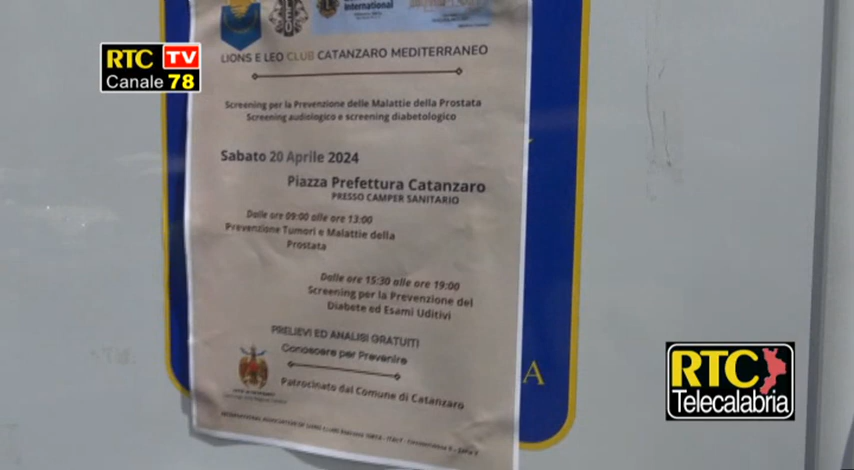 RTC TV
Canale 78
International
LIONS E LEO CLUB CATANZARO MEDITERRANEO
Screening per la Prevenzione delle Malattie della Prostata
Screening audiologico e screening diabetologico
Sabato 20 Aprile 2024
Piazza Prefettura Catanzaro
PRESSO CAMPER SANITARIO
Dalle ore 09:00 alle ore 13:00
Prevenzione Tumori e Malattie della
Prostata
Dalle ore 15:30 alle ore 19:00
Screening per la Prevenzione del
Diabete ed Esami Uditivi
PRELIEVI ED ANALISI GRATUITI
Conoscere per Prevenire
Patrocinato dal Comune di Catanzaro
A
RTC
Telecalabria